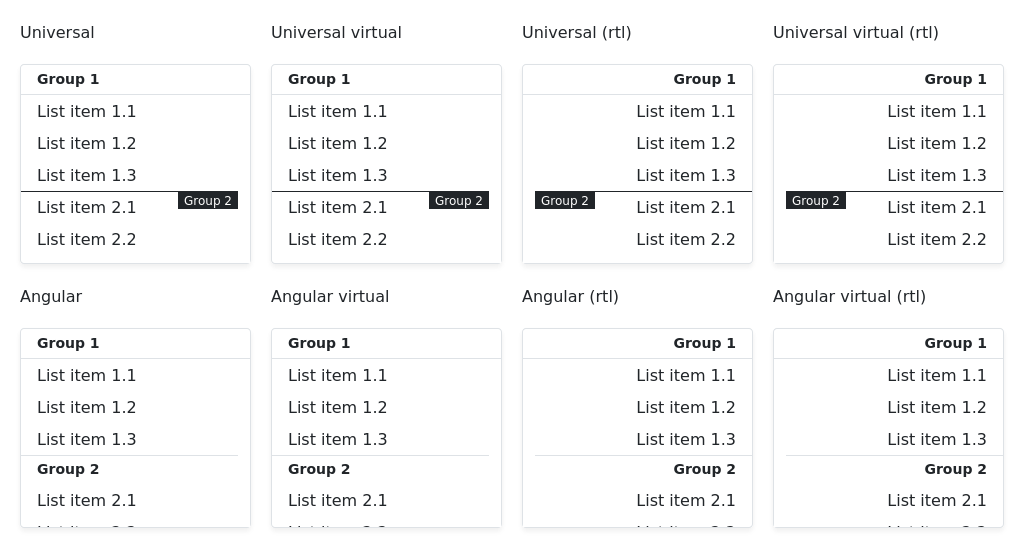 Universal
Group 1
List item 1.1
List item 1.2
List item 1.3
Group 2
List item 2.1
List item 2.2
Universal virtual
Group 1
List item 1.1
List item 1.2
List item 1.3
Group 2
List item 2.1
List item 2.2
Universal (rtl)
Group 1
List item 1.1
List item 1.2
List item 1.3
Group 2
List item 2.1
List item 2.2
Universal virtual (rtl)
Group 1
List item 1.1
List item 1.2
List item 1.3
Group 2
List item 2.1
List item 2.2
Angular
Group 1
List item 1.1
List item 1.2
List item 1.3
Group 2
List item 2.1
Angular virtual
Group 1
List item 1.1
List item 1.2
List item 1.3
Group 2
List item 2.1
Angular (rtl)
Group 1
List item 1.1
List item 1.2
List item 1.3
Group 2
List item 2.1
Angular virtual (rtl)
Group 1
List item 1.1
List item 1.2
List item 1.3
Group 2
List item 2.1